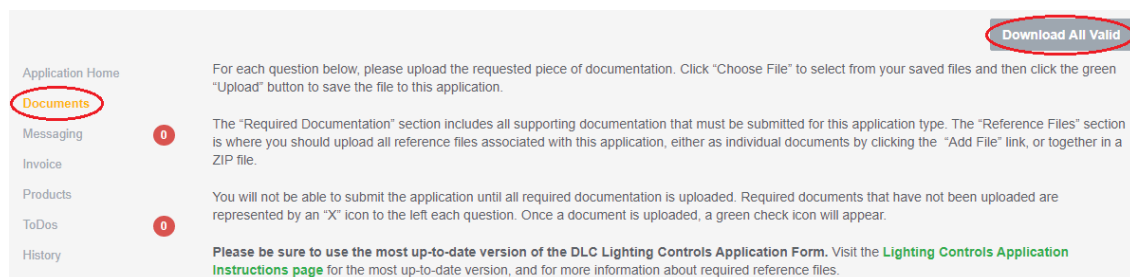 Download All Valid
Application Home
For each question below, please upload the requested piece of documentation. Click “Choose File” to select from your saved files and then click the green
“Upload” button to save the file to this application.
Documents
Messaging
0
The “Required Documentation” section includes all supporting documentation that must be submitted for this application type. The “Reference Files” section
is where you should upload all reference files associated with this application, either as individual documents by clicking the “Add File” link, or together in a
ZIP file.
Invoice
Products
You will not be able to submit the application until all required documentation is uploaded. Required documents that have not been uploaded are
represented by an “X” icon to the left each question. Once a document is uploaded, a green check icon will appear.
ToDos
0
History
Please be sure to use the most up-to-date version of the DLC Lighting Controls Application Form. Visit the Lighting Controls Application
Instructions page for the most up-to-date version, and for more information about required reference files.